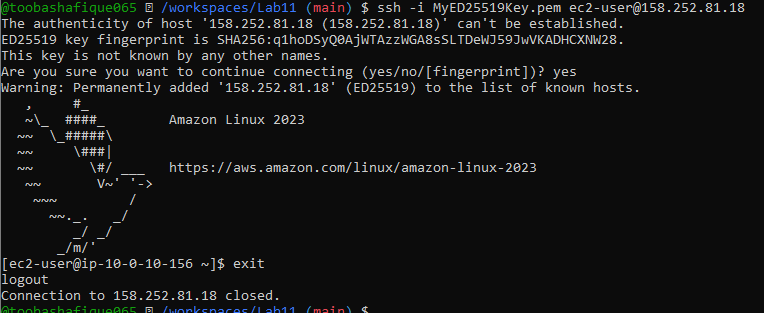 @toobashafique065 /workspaces/Lab11 (main) $ ssh -i MyED25519Key.pem ec2-user@158.252.81.18
The authenticity of host '158.252.81.18 (158.252.81.18)' can't be established.
ED25519 key fingerprint is SHA256:q1hoDSyQ0AjWTAzzWGA8sSLTDeWJ59JwVKADHCXNW28.
This key is not known by any other names.
Are you sure you want to continue connecting (yes/no/[fingerprint])? yes
Warning: Permanently added '158.252.81.18' (ED25519) to the list of known hosts.
   ,     #_
   ~\_  ####_        Amazon Linux 2023
  ~~  \_#####\
  ~~     \###|
  ~~       \#/ ___   https://aws.amazon.com/linux/amazon-linux-2023
   ~~       V~' '->
    ~~~         /
      ~~._.   _/
         _/ _/
       _/m/'
[ec2-user@ip-10-0-10-156 ~]$ exit
logout
Connection to 158.252.81.18 closed.
@toobashafique065 /workspaces/Lab11 (main) $